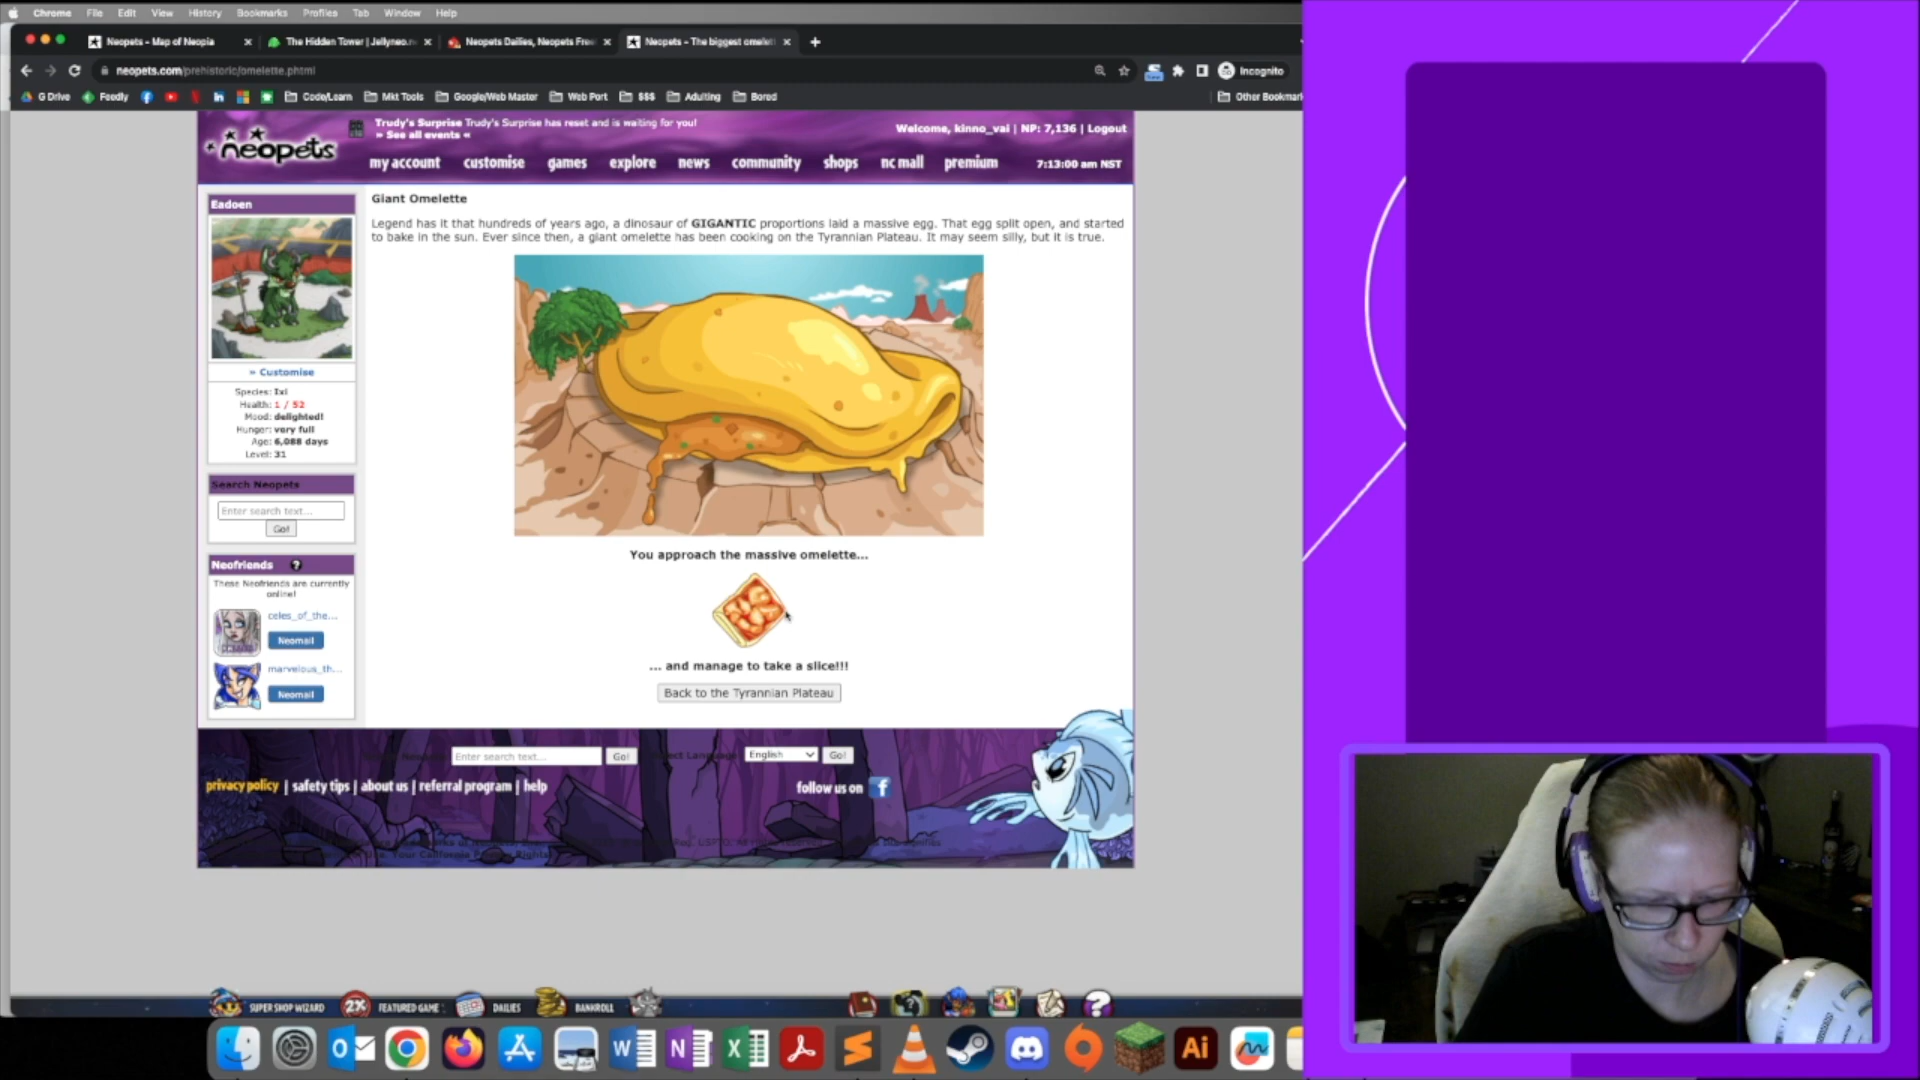 Chrome File Edit View History Bookmarks Profiles Tab Window Help
Neopets - Map of Neopia
The Hidden Tower | Jellyneo.n
Neopets Dailies, Neopets Free
Neopets - The biggest omelett
neopets.com/prehistoric/omelette.phtml
Incognito
G Drive Feedly Code/Learn Mkt Tools Google/Web Master Web Port $$$ Adulting Bored Other Bookmar
neopets
Trudy's Surprise Trudy's Surprise has reset and is waiting for you!
» See all events «
Welcome, kinno_vai | NP: 7,136 | Logout
my account customise games explore news community shops nc mall premium
7:13:00 am NST
Eadoen
» Customise
Species: Ixi
Health: 1 / 52
Mood: delighted!
Hunger: very full
Age: 6,088 days
Level: 31
Search Neopets
Enter search text...
Go!
Neofriends ?
These Neofriends are currently
online!
celes_of_the...
Neomail
marvelous_th...
Neomail
Giant Omelette
Legend has it that hundreds of years ago, a dinosaur of GIGANTIC proportions laid a massive egg. That egg split open, and started
to bake in the sun. Ever since then, a giant omelette has been cooking on the Tyrannian Plateau. It may seem silly, but it is true.
You approach the massive omelette...
... and manage to take a slice!!!
Back to the Tyrannian Plateau
Enter search text... Go! English Go!
privacy policy | safety tips | about us | referral program | help
follow us on f
SUPER SHOP WIZARD 2X FEATURED GAME DAILIES BANKROLL